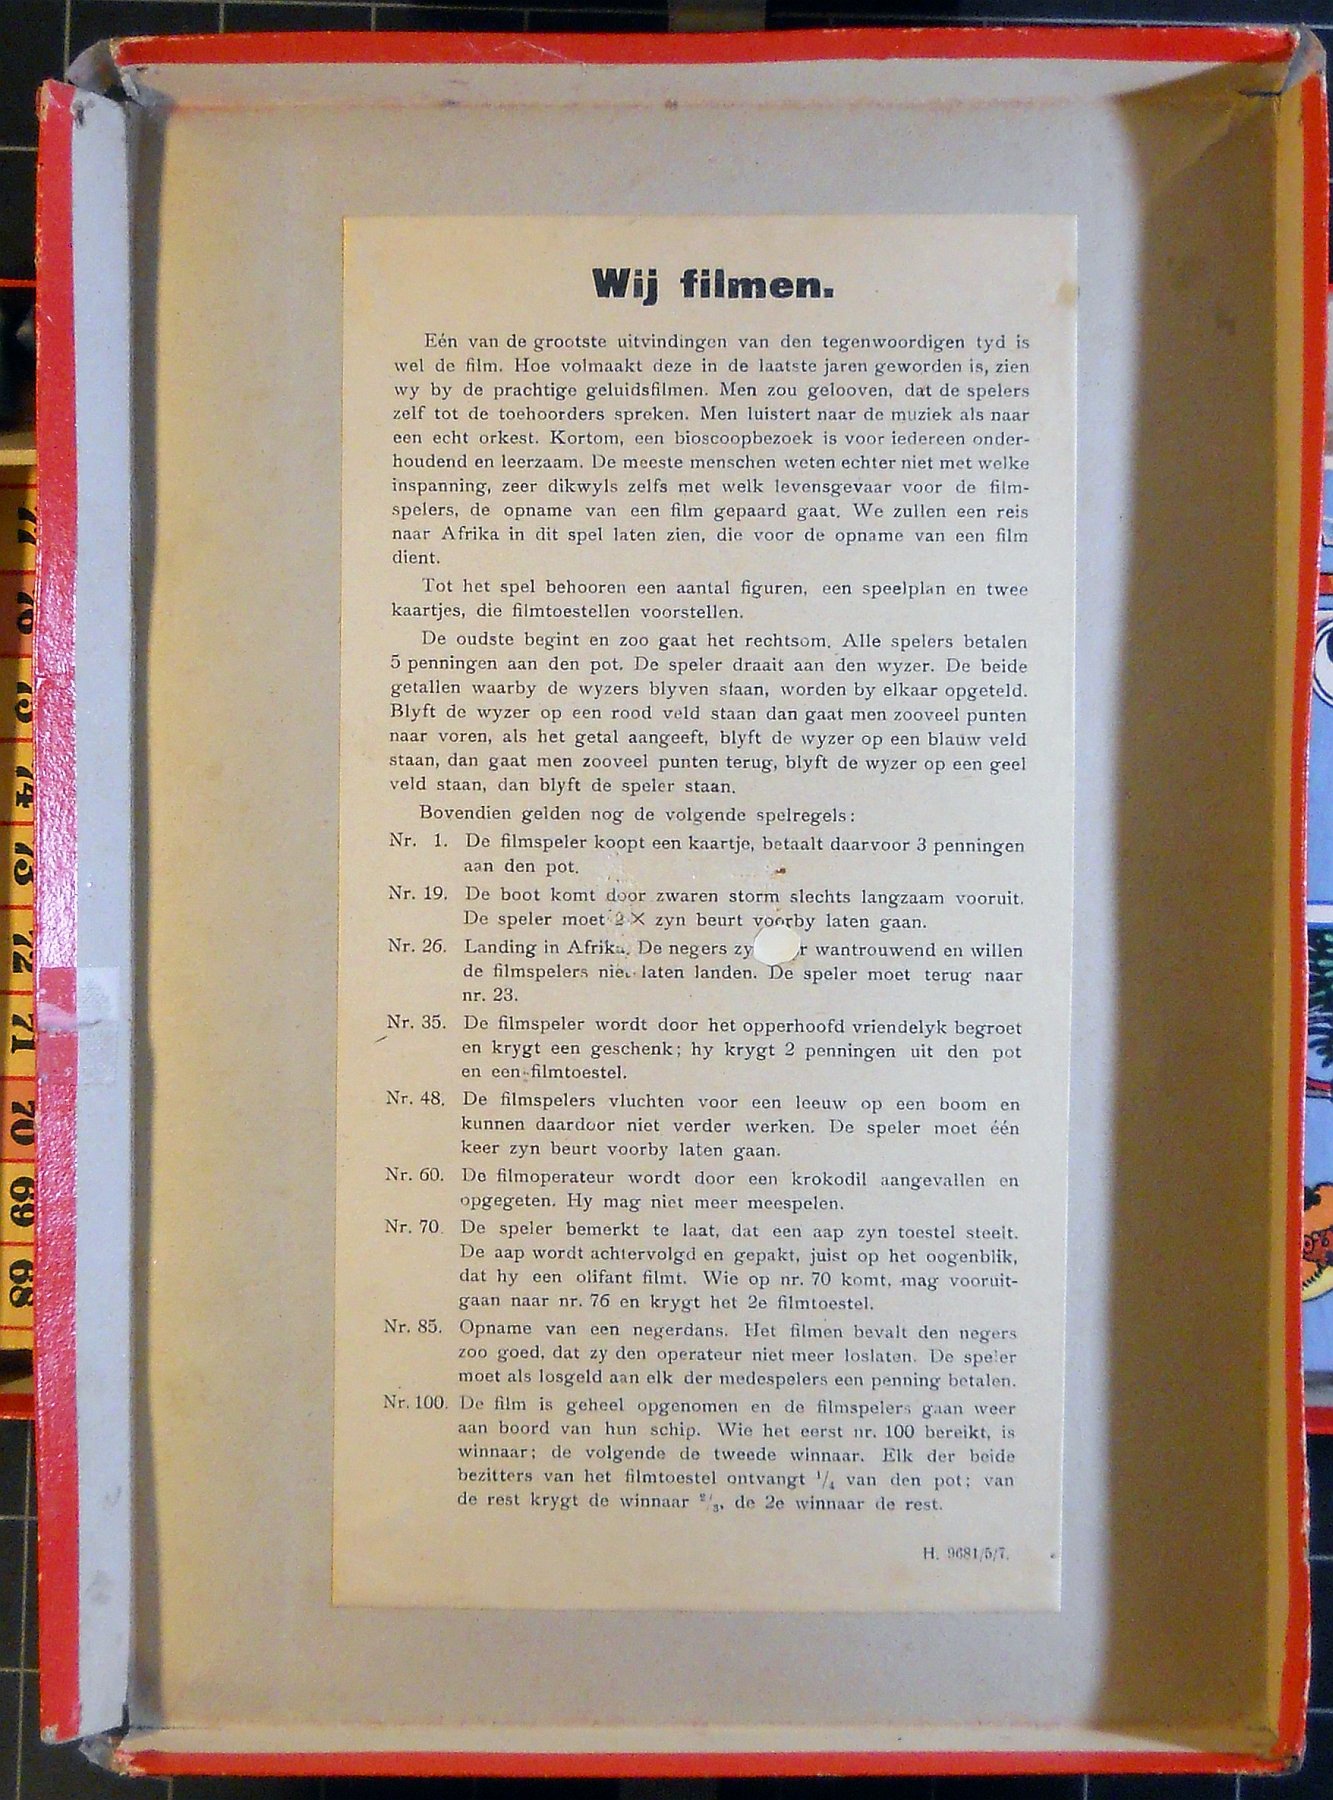 Wij filmen.
Eén van de grootste uitvindingen van den tegenwoordigen tyd is
wel de film. Hoe volmaakt deze in de laatste jaren geworden is, zien
wy by de prachtige geluidsfilmen. Men zou gelooven, dat de spelers
zelf tot de toehoorders spreken. Men luistert naar de muziek als naar
een echt orkest. Kortom, een bioscoopbezoek is voor iedereen onder-
houdend en leerzaam. De meeste menschen weten echter niet met welke
inspanning, zeer dikwyls zelfs met welk levensgevaar voor de film-
spelers, de opname van een film gepaard gaat. We zullen een reis
naar Afrika in dit spel laten zien, die voor de opname van een film
dient.
Tot het spel behooren een aantal figuren, een speelplan en twee
kaartjes, die filmtoestellen voorstellen.
De oudste begint en zoo gaat het rechtsom. Alle spelers betalen
5 penningen aan den pot. De speler draait aan den wyzer. De beide
getallen waarby de wyzers blyven staan, worden by elkaar opgeteld.
Blyft de wyzer op een rood veld staan dan gaat men zooveel punten
naar voren, als het getal aangeeft, blyft de wyzer op een blauw veld
staan, dan gaat men zooveel punten terug, blyft de wyzer op een geel
veld staan, dan blyft de speler staan.
Bovendien gelden nog de volgende spelregels:
Nr. 1. De filmspeler koopt een kaartje, betaalt daarvoor 3 penningen
aan den pot.
Nr. 19. De boot komt door zwaren storm slechts langzaam vooruit.
De speler moet 2 × zyn beurt voorby laten gaan.
Nr. 26. Landing in Afrika. De negers zy r wantrouwend en willen
de filmspelers niet laten landen. De speler moet terug naar
nr. 23.
Nr. 35. De filmspeler wordt door het opperhoofd vriendelyk begroet
en krygt een geschenk; hy krygt 2 penningen uit den pot
en een filmtoestel.
Nr. 48. De filmspelers vluchten voor een leeuw op een boom en
kunnen daardoor niet verder werken. De speler moet één
keer zyn beurt voorby laten gaan.
Nr. 60. De filmoperateur wordt door een krokodil aangevallen en
opgegeten. Hy mag niet meer meespelen.
Nr. 70. De speler bemerkt te laat, dat een aap zyn toestel steelt.
De aap wordt achtervolgd en gepakt, juist op het oogenblik,
dat hy een olifant filmt. Wie op nr. 70 komt, mag vooruit-
gaan naar nr. 76 en krygt het 2e filmtoestel.
Nr. 85. Opname van een negerdans. Het filmen bevalt den negers
zoo goed, dat zy den operateur niet meer loslaten. De speler
moet als losgeld aan elk der medespelers een penning betalen.
Nr. 100. De film is geheel opgenomen en de filmspelers gaan weer
aan boord van hun schip. Wie het eerst nr. 100 bereikt, is
winnaar; de volgende de tweede winnaar. Elk der beide
bezitters van het filmtoestel ontvangt 1/4 van den pot; van
de rest krygt de winnaar 2/3, de 2e winnaar de rest.
H. 9681/5/7.
77
76
75
74
73
72
71
70
69
68